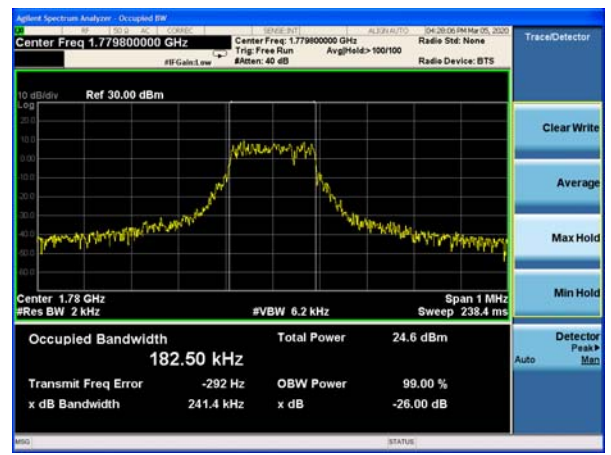 Agilent Spectrum Analyzer - Occupied BW
RF 50 Ω AC CORREC SENSE:INT ALIGN AUTO 04:28:06 PM Mar 05, 2020
Center Freq 1.779800000 GHz
Center Freq: 1.779800000 GHz
Radio Std: None
Trig: Free Run Avg|Hold:> 100/100
#IFGain:Low #Atten: 40 dB Radio Device: BTS
10 dB/div Ref 30.00 dBm
Log
20.0
10.0
0.00
-10.0
-20.0
-30.0
-40.0
-50.0
-60.0
Center 1.78 GHz Span 1 MHz
#Res BW 2 kHz #VBW 6.2 kHz Sweep 238.4 ms
Occupied Bandwidth Total Power 24.6 dBm
182.50 kHz
Transmit Freq Error -292 Hz OBW Power 99.00 %
x dB Bandwidth 241.4 kHz x dB -26.00 dB
MSG STATUS
Trace/Detector
Clear Write
Average
Max Hold
Min Hold
Detector
Peak
Auto Man